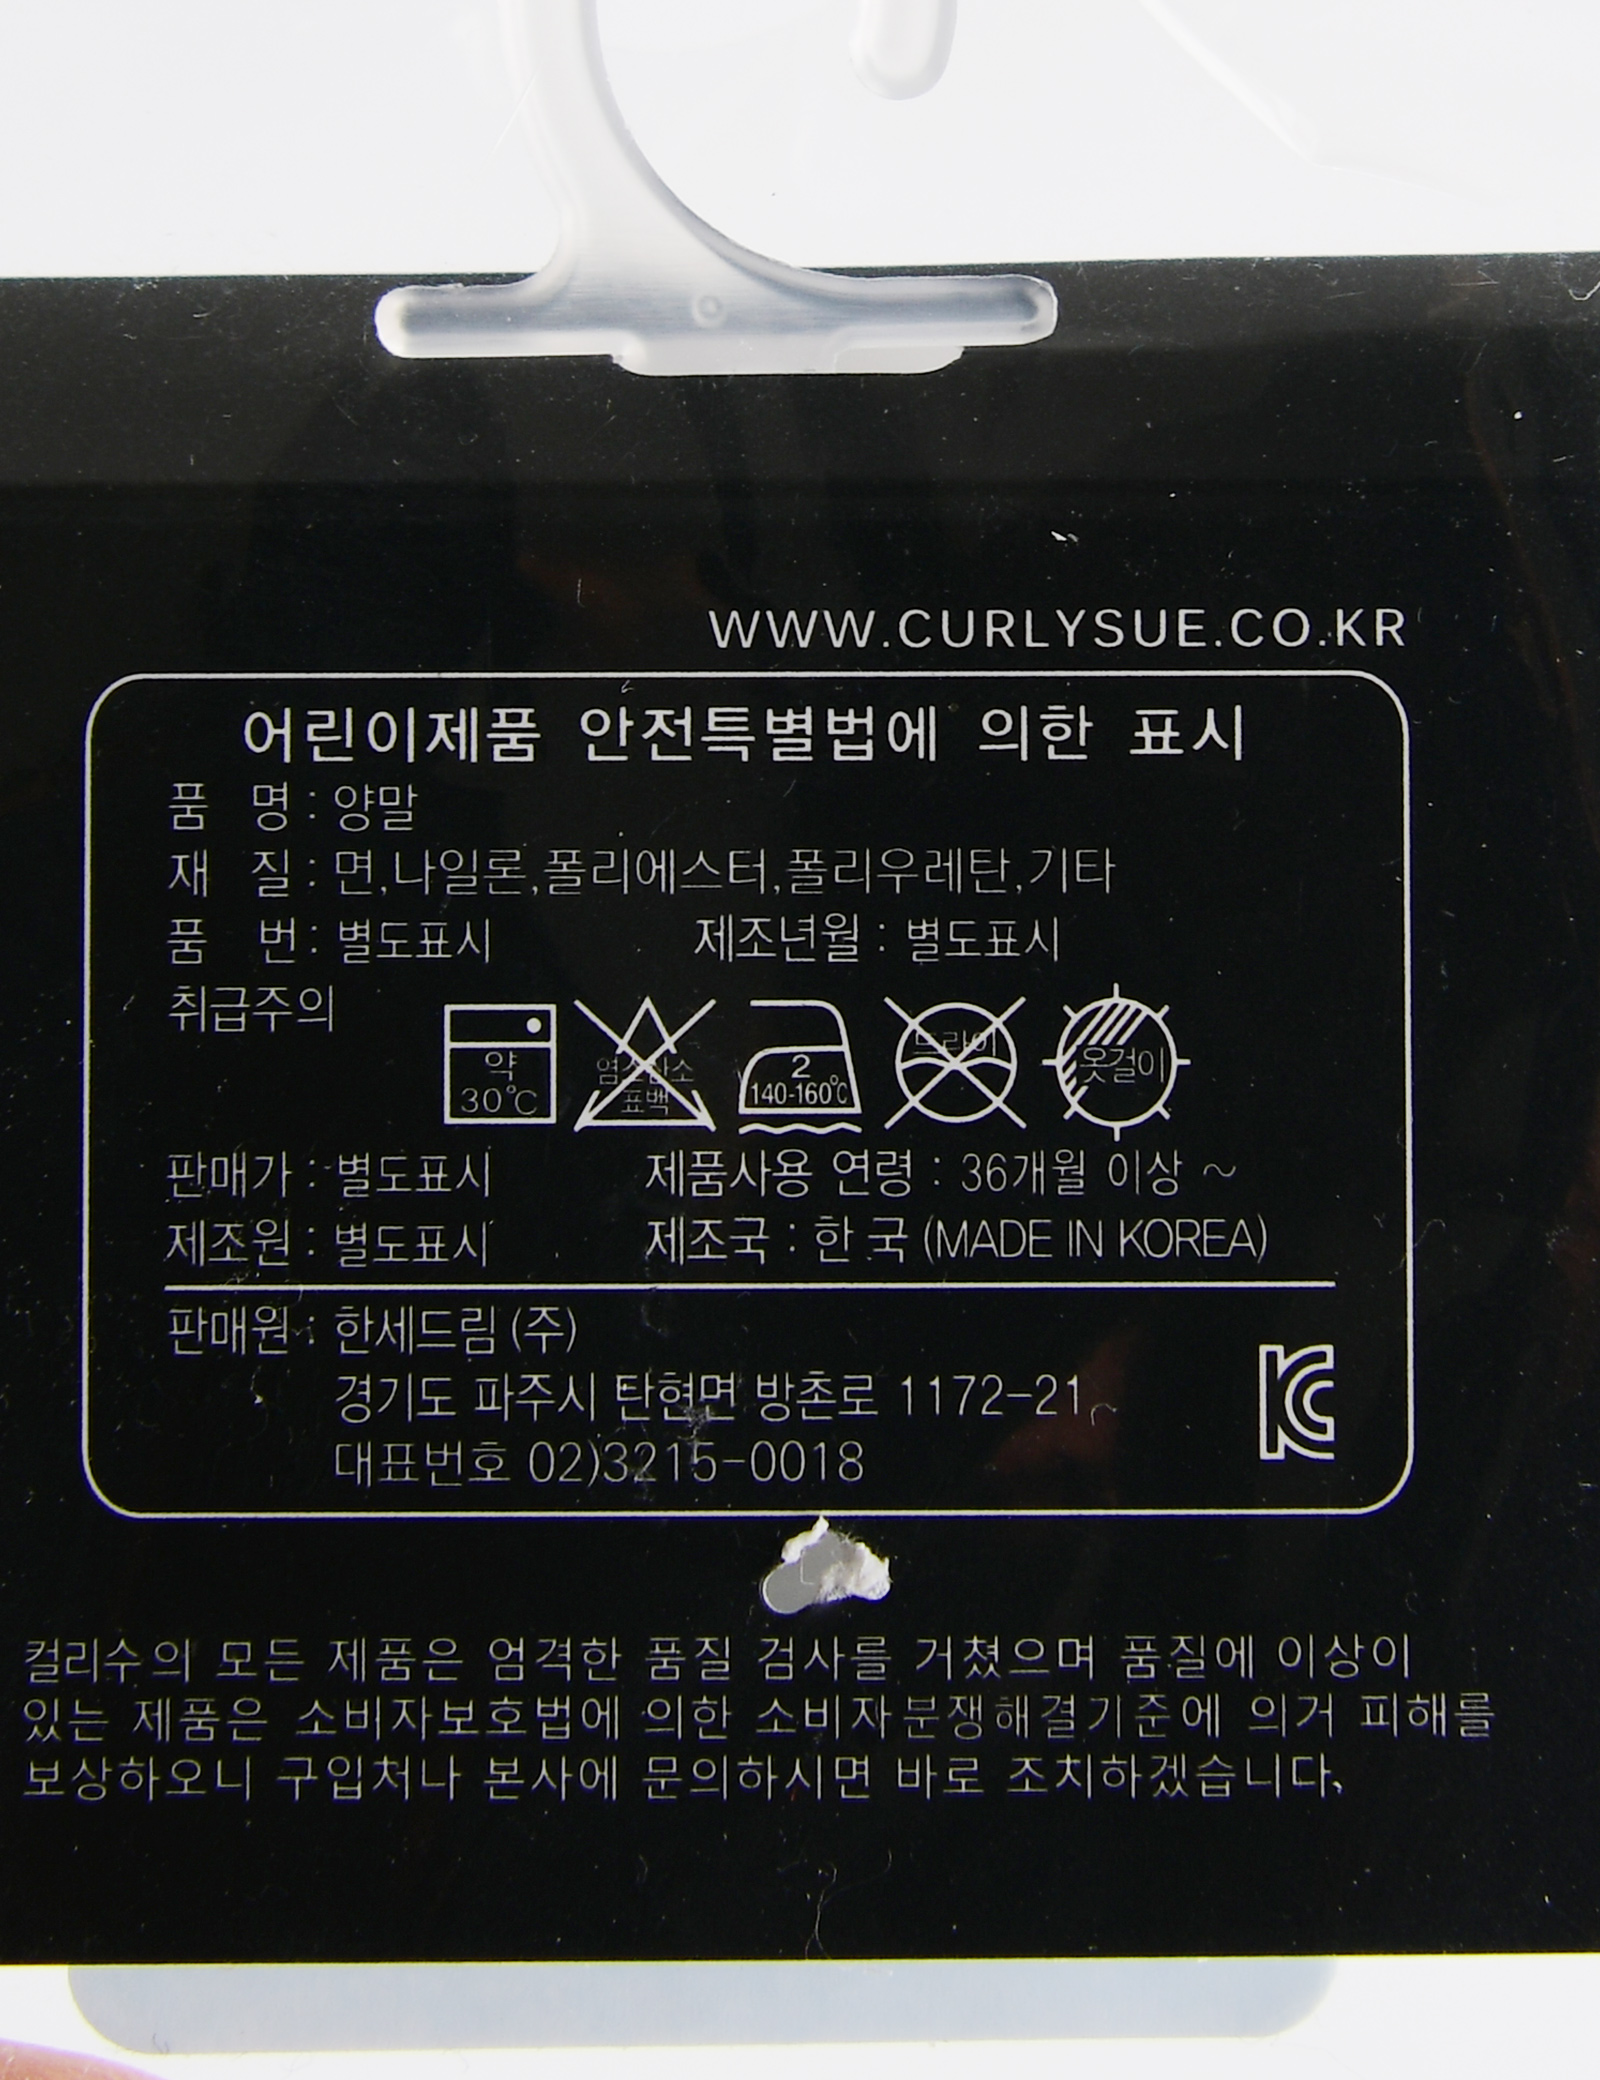 WWW.CURLYSUE.CO.KR
어린이제품 안전특별법에 의한 표시
품 명 : 양말
재 질 : 면,나일론,폴리에스터,폴리우레탄,기타
품 번 : 별도표시 제조년월 : 별도표시
취급주의
약 30℃
염소산소 표백
2 140-160℃
드라이
옷걸이
판매가 : 별도표시 제품사용 연령 : 36개월 이상 ~
제조원 : 별도표시 제조국 : 한 국 (MADE IN KOREA)
판매원 : 한세드림 (주)
경기도 파주시 탄현면 방촌로 1172-21
대표번호 02)3215-0018
컬리수의 모든 제품은 엄격한 품질 검사를 거쳤으며 품질에 이상이
있는 제품은 소비자보호법에 의한 소비자분쟁해결기준에 의거 피해를
보상하오니 구입처나 본사에 문의하시면 바로 조치하겠습니다.